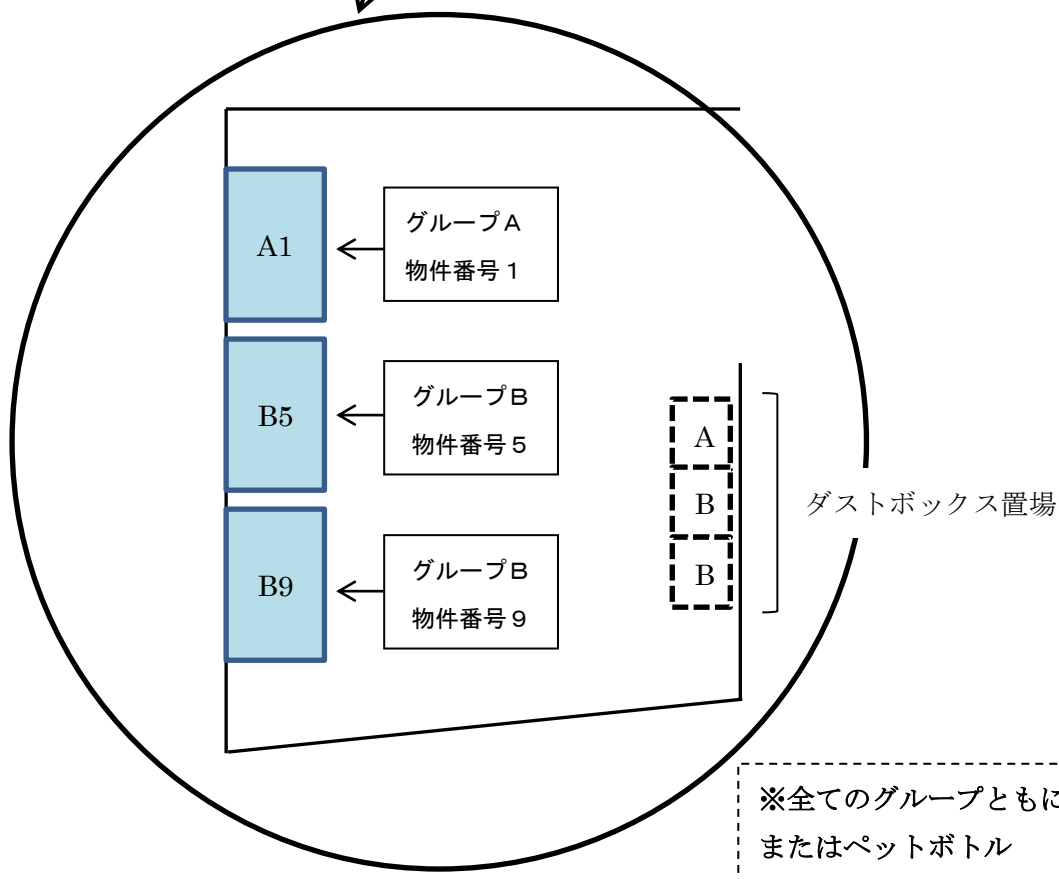 A1
グループA
物件番号１
B5
グループＢ
物件番号５
B9
グループＢ
物件番号９
A
B
B
ダストボックス置場
※全てのグループともに
またはペットボトル